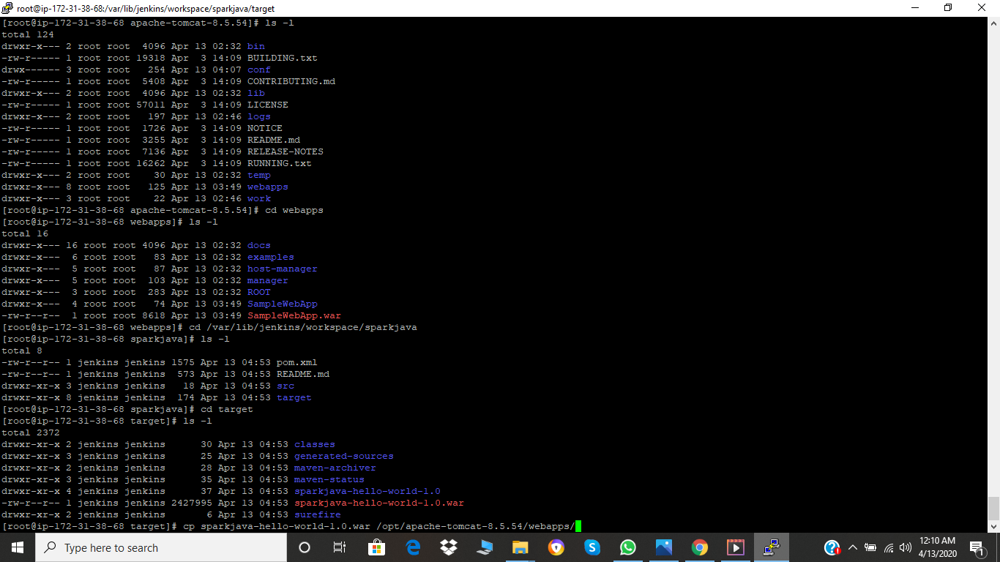 root@ip-172-31-38-68:/var/lib/jenkins/workspace/sparkjava/target
[root@ip-172-31-38-68 apache-tomcat-8.5.54]# ls -l
total 124
drwxr-x--- 2 root root  4096 Apr 13 02:32 bin
-rw-r----- 1 root root 19318 Apr  3 14:09 BUILDING.txt
drwx------ 3 root root   254 Apr 13 04:07 conf
-rw-r----- 1 root root  5408 Apr  3 14:09 CONTRIBUTING.md
drwxr-x--- 2 root root  4096 Apr 13 02:32 lib
-rw-r----- 1 root root 57011 Apr  3 14:09 LICENSE
drwxr-x--- 2 root root   197 Apr 13 02:46 logs
-rw-r----- 1 root root  1726 Apr  3 14:09 NOTICE
-rw-r----- 1 root root  3255 Apr  3 14:09 README.md
-rw-r----- 1 root root  7136 Apr  3 14:09 RELEASE-NOTES
-rw-r----- 1 root root 16262 Apr  3 14:09 RUNNING.txt
drwxr-x--- 2 root root    30 Apr 13 02:32 temp
drwxr-x--- 8 root root   125 Apr 13 03:49 webapps
drwxr-x--- 3 root root    22 Apr 13 02:46 work
[root@ip-172-31-38-68 apache-tomcat-8.5.54]# cd webapps
[root@ip-172-31-38-68 webapps]# ls -l
total 16
drwxr-x--- 16 root root 4096 Apr 13 02:32 docs
drwxr-x---  6 root root   83 Apr 13 02:32 examples
drwxr-x---  5 root root   87 Apr 13 02:32 host-manager
drwxr-x---  5 root root  103 Apr 13 02:32 manager
drwxr-x---  3 root root  283 Apr 13 02:32 ROOT
drwxr-x---  4 root root   74 Apr 13 03:49 SampleWebApp
-rw-r--r--  1 root root 8618 Apr 13 03:49 SampleWebApp.war
[root@ip-172-31-38-68 webapps]# cd /var/lib/jenkins/workspace/sparkjava
[root@ip-172-31-38-68 sparkjava]# ls -l
total 8
-rw-r--r-- 1 jenkins jenkins 1575 Apr 13 04:53 pom.xml
-rw-r--r-- 1 jenkins jenkins  573 Apr 13 04:53 README.md
drwxr-xr-x 3 jenkins jenkins   18 Apr 13 04:53 src
drwxr-xr-x 8 jenkins jenkins  174 Apr 13 04:53 target
[root@ip-172-31-38-68 sparkjava]# cd target
[root@ip-172-31-38-68 target]# ls -l
total 2372
drwxr-xr-x 2 jenkins jenkins      30 Apr 13 04:53 classes
drwxr-xr-x 3 jenkins jenkins      25 Apr 13 04:53 generated-sources
drwxr-xr-x 2 jenkins jenkins      28 Apr 13 04:53 maven-archiver
drwxr-xr-x 3 jenkins jenkins      35 Apr 13 04:53 maven-status
drwxr-xr-x 4 jenkins jenkins      37 Apr 13 04:53 sparkjava-hello-world-1.0
-rw-r--r-- 1 jenkins jenkins 2427995 Apr 13 04:53 sparkjava-hello-world-1.0.war
drwxr-xr-x 2 jenkins jenkins       6 Apr 13 04:53 surefire
[root@ip-172-31-38-68 target]# cp sparkjava-hello-world-1.0.war /opt/apache-tomcat-8.5.54/webapps/
Type here to search
12:10 AM
4/13/2020
1